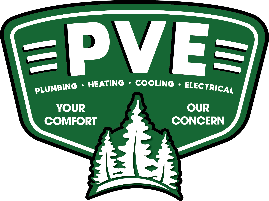 PVE
PLUMBING • HEATING • COOLING • ELECTRICAL
YOUR COMFORT
OUR CONCERN